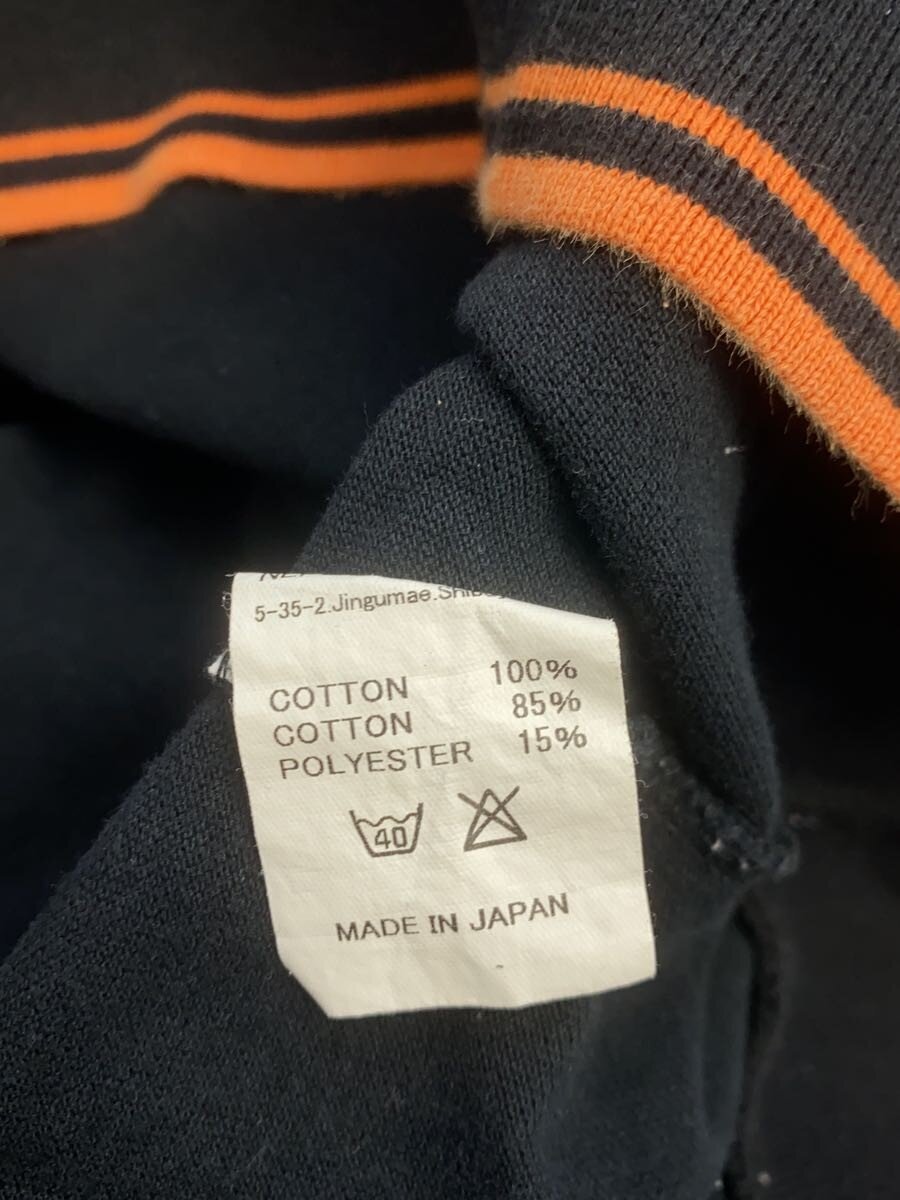 5-35-2.Jingumae.Shib
COTTON 100%
COTTON 85%
POLYESTER 15%
40
MADE IN JAPAN